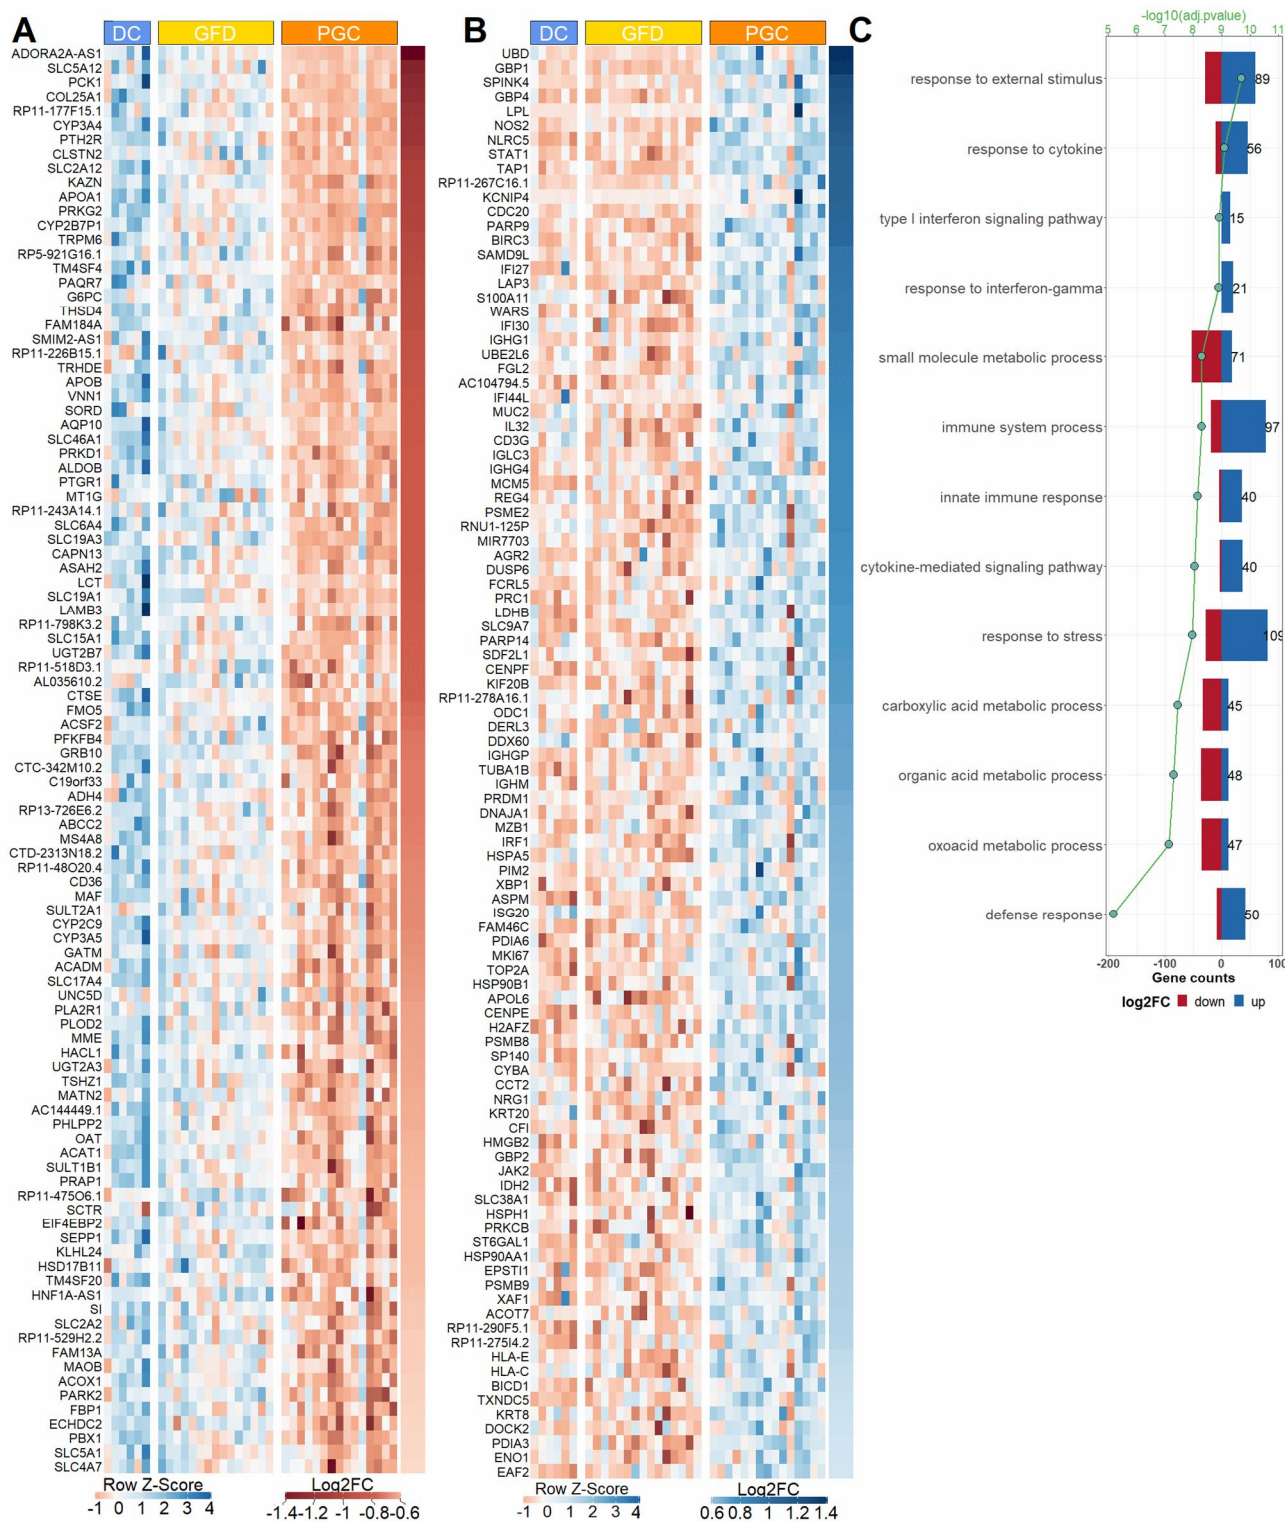 A
DC GFD PGC
ADORA2A-AS1
SLC5A12
PCK1
COL25A1
RP11-177F15.1
CYP3A4
PTH2R
CLSTN2
SLC2A12
KAZN
APOA1
PRKG2
CYP2B7P1
TRPM6
RP5-921G16.1
TM4SF4
PAQR7
G6PC
THSD4
FAM184A
SMIM2-AS1
RP11-226B15.1
TRHDE
APOB
VNN1
SORD
AQP10
SLC46A1
PRKD1
ALDOB
PTGR1
MT1G
RP11-243A14.1
SLC6A4
SLC19A3
CAPN13
ASAH2
LCT
SLC19A1
LAMB3
RP11-798K3.2
SLC15A1
UGT2B7
RP11-518D3.1
AL035610.2
CTSE
FMO5
ACSF2
PFKFB4
GRB10
CTC-342M10.2
C19orf33
ADH4
RP13-726E6.2
ABCC2
MS4A8
CTD-2313N18.2
RP11-48O20.4
CD36
MAF
SULT2A1
CYP2C9
CYP3A5
GATM
ACADM
SLC17A4
UNC5D
PLA2R1
PLOD2
MME
HACL1
UGT2A3
TSHZ1
MATN2
AC144449.1
PHLPP2
OAT
ACAT1
SULT1B1
PRAP1
RP11-475O6.1
SCTR
EIF4EBP2
SEPP1
KLHL24
HSD17B11
TM4SF20
HNF1A-AS1
SI
SLC2A2
RP11-529H2.2
FAM13A
MAOB
ACOX1
PARK2
FBP1
ECHDC2
PBX1
SLC5A1
SLC4A7
Row Z-Score
-1 0 1 2 3 4
Log2FC
-1.4 -1.2 -1 -0.8 -0.6
B
DC GFD PGC
UBD
GBP1
SPINK4
GBP4
LPL
NOS2
NLRC5
STAT1
TAP1
RP11-267C16.1
KCNIP4
CDC20
PARP9
BIRC3
SAMD9L
IFI27
LAP3
S100A11
WARS
IFI30
IGHG1
UBE2L6
FGL2
AC104794.5
IFI44L
MUC2
IL32
CD3G
IGLC3
IGHG4
MCM5
REG4
PSME2
RNU1-125P
MIR7703
AGR2
DUSP6
FCRL5
PRC1
LDHB
SLC9A7
PARP14
SDF2L1
CENPF
KIF20B
RP11-278A16.1
ODC1
DERL3
DDX60
IGHGP
TUBA1B
IGHM
PRDM1
DNAJA1
MZB1
IRF1
HSPA5
PIM2
XBP1
ASPM
ISG20
FAM46C
PDIA6
MKI67
TOP2A
HSP90B1
APOL6
CENPE
H2AFZ
PSMB8
SP140
CYBA
CCT2
NRG1
KRT20
CFI
HMGB2
GBP2
JAK2
IDH2
SLC38A1
HSPH1
PRKCB
ST6GAL1
HSP90AA1
EPSTI1
PSMB9
XAF1
ACOT7
RP11-290F5.1
RP11-275I4.2
HLA-E
HLA-C
BICD1
TXNDC5
KRT8
DOCK2
PDIA3
ENO1
EAF2
Row Z-Score
-1 0 1 2 3 4
Log2FC
0.6 0.8 1 1.2 1.4
C
-log10(adj.pvalue)
5 6 7 8 9 10 11
response to external stimulus 89
response to cytokine 56
type I interferon signaling pathway 15
response to interferon-gamma 21
small molecule metabolic process 71
immune system process 97
innate immune response 40
cytokine-mediated signaling pathway 40
response to stress 109
carboxylic acid metabolic process 45
organic acid metabolic process 48
oxoacid metabolic process 47
defense response 50
-200 -100 0 100
Gene counts
log2FC down up